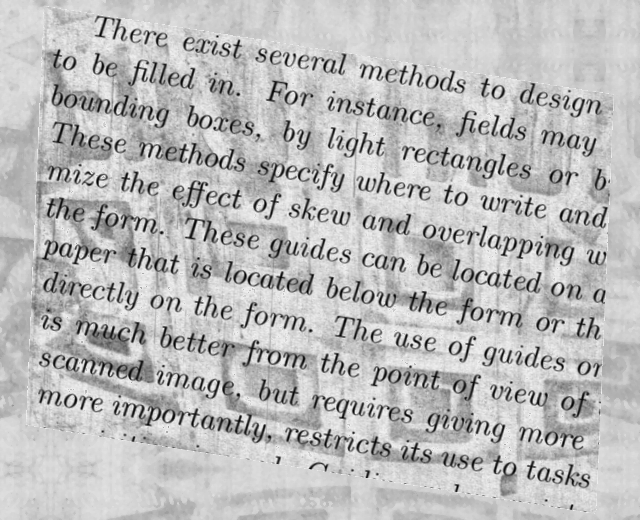 There exist several methods to design
to be filled in. For instance, fields may
bounding boxes, by light rectangles or
These methods specify where to write and
mize the effect of skew and overlapping
the form. These guides can be located on a
paper that is located below the form or
directly on the form. The use of guides
is much better from the point of view of
scanned image, but requires giving more
more importantly, restricts its use to tasks